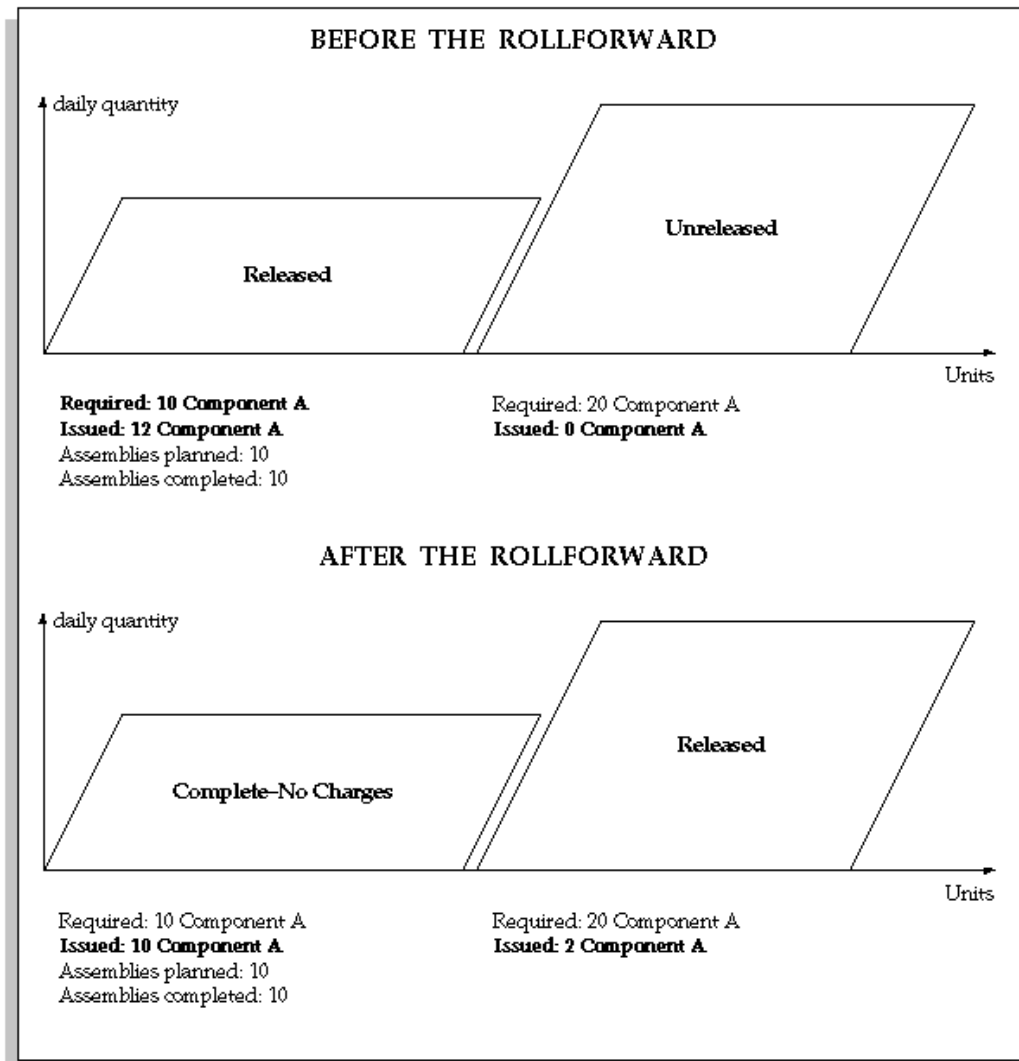 BEFORE THE ROLLFORWARD
daily quantity
Unreleased
Released
Units
Required: 10 Component A
Issued: 12 Component A
Assemblies planned: 10
Assemblies completed: 10
Required: 20 Component A
Issued: 0 Component A
AFTER THE ROLLFORWARD
daily quantity
Released
Complete–No Charges
Units
Required: 10 Component A
Issued: 10 Component A
Assemblies planned: 10
Assemblies completed: 10
Required: 20 Component A
Issued: 2 Component A